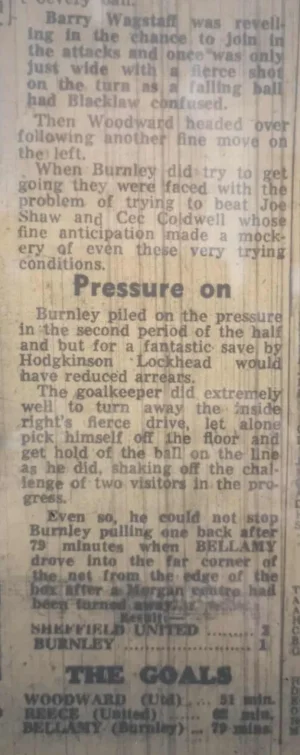 Barry Wagstaff was revell-
ing in the chance to join in
the attacks and once was only
just wide with a fierce shot
on the turn as a falling ball
had Blacklaw confused.
Then Woodward headed over
following another fine move on
the left.
When Burnley did try to get
going they were faced with the
problem of trying to beat Joe
Shaw and Cec Coldwell whose
fine anticipation made a mock-
ery of even these very trying
conditions.
Pressure on
Burnley piled on the pressure
in the second period of the half
and but for a fantastic save by
Hodgkinson Lockhead would
have reduced arrears.
The goalkeeper did extremely
well to turn away the inside
right's fierce drive, let alone
pick himself off the floor and
get hold of the ball on the line
as he did, shaking off the chal-
lenge of two visitors in the pro-
gress.
Even so, he could not stop
Burnley pulling one back after
79 minutes when BELLAMY
drove into the far corner of
the net from the edge of the
box after a Morgan centre had
been turned away.
Result:—
SHEFFIELD UNITED ......... 2
BURNLEY ..................... 1
THE GOALS
WOODWARD (Utd) ..... 51 min.
REECE (United) ..... min.
BELLAMY (Burnley) ... 79 min.